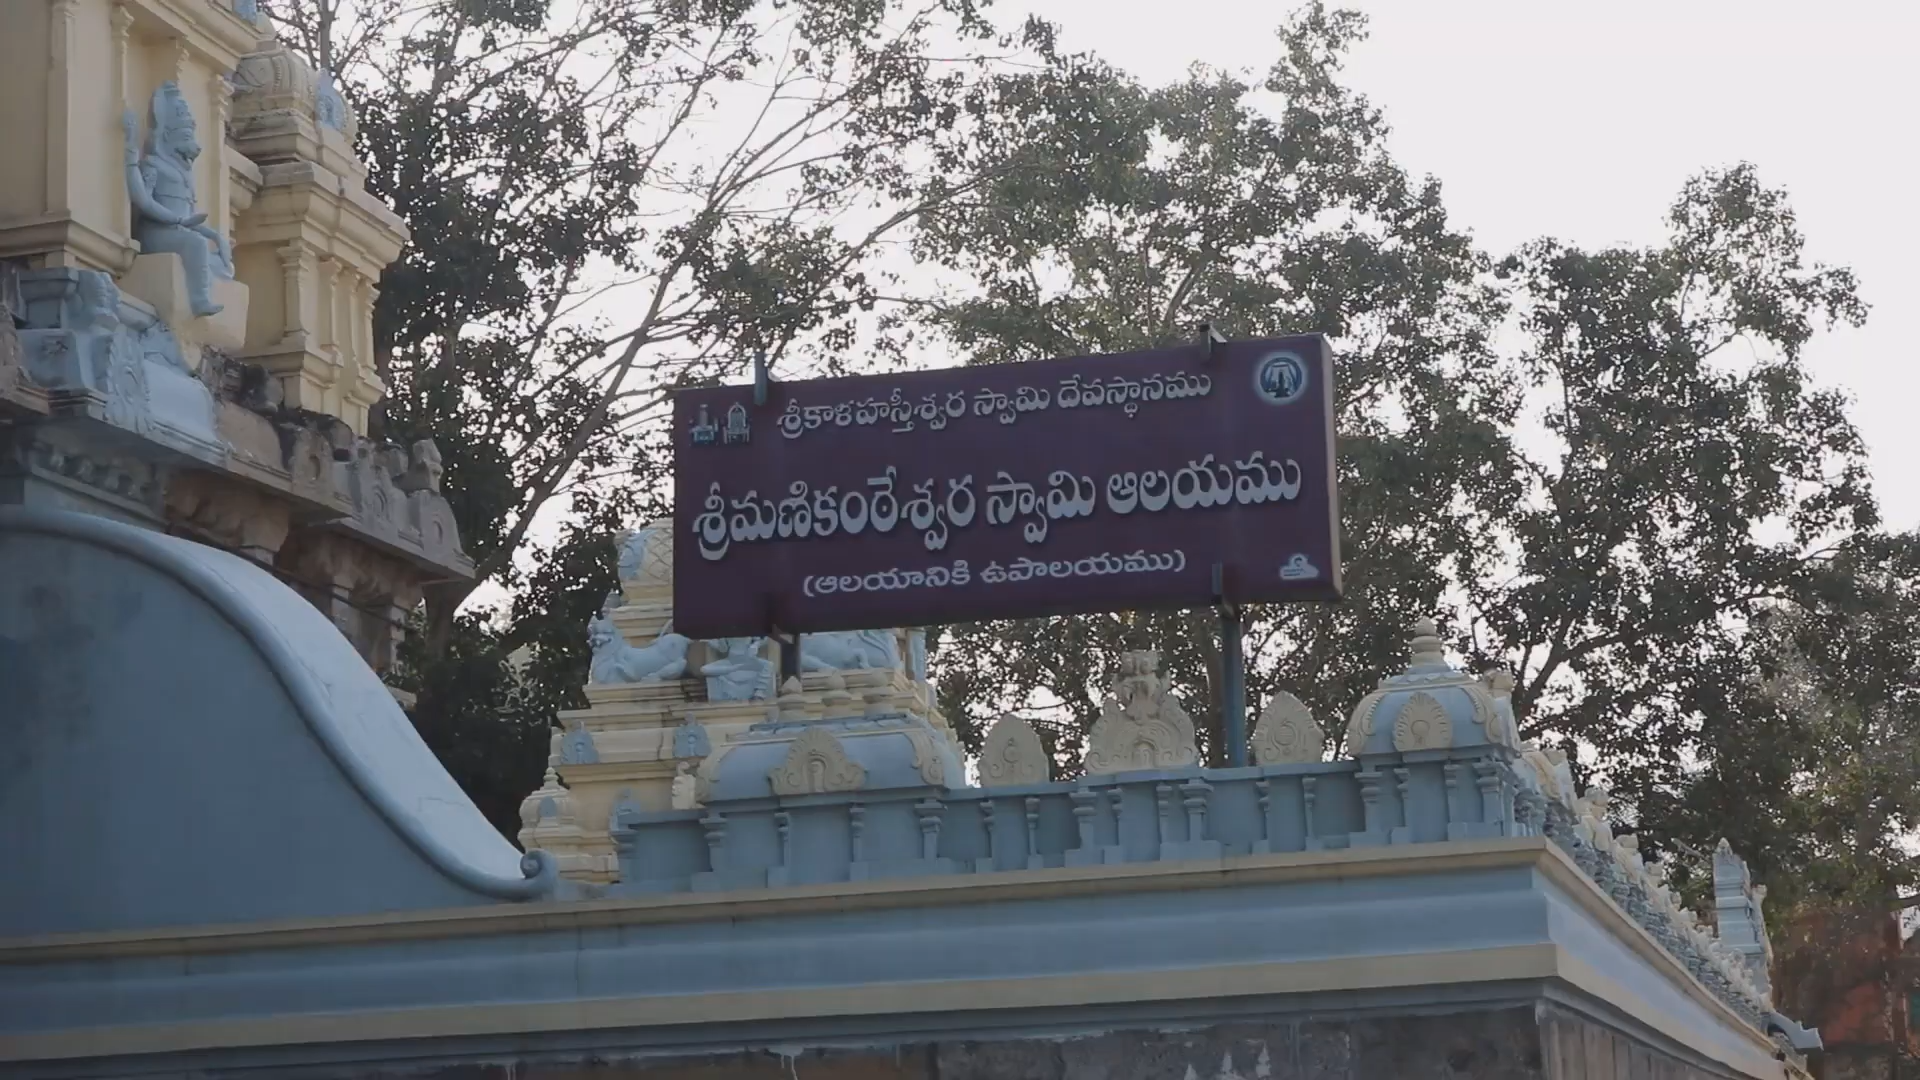 శ్రీకాళహస్తీశ్వర స్వామి దేవస్థానము
శ్రీమణికంఠేశ్వర స్వామి ఆలయము
(ఆలయానికి ఉపాలయము)